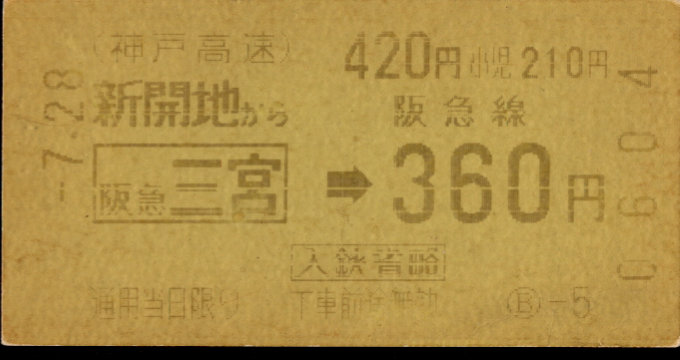 (神戸高速) 420円 小児210円
新開地から 阪急線
阪急三宮 ➡ 360円
入鋏省略
通用当日限り 下車前途無効 Ⓑ-5
-7.28
0604